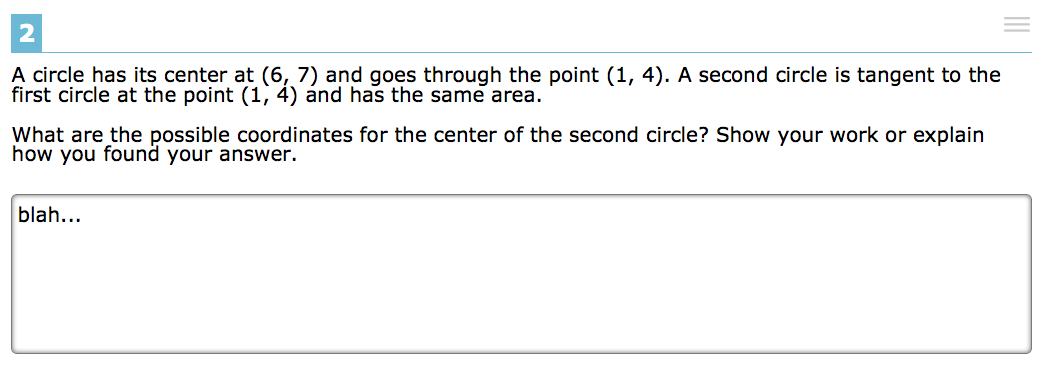 2
A circle has its center at (6, 7) and goes through the point (1, 4). A second circle is tangent to the
first circle at the point (1, 4) and has the same area.
What are the possible coordinates for the center of the second circle? Show your work or explain
how you found your answer.
blah...